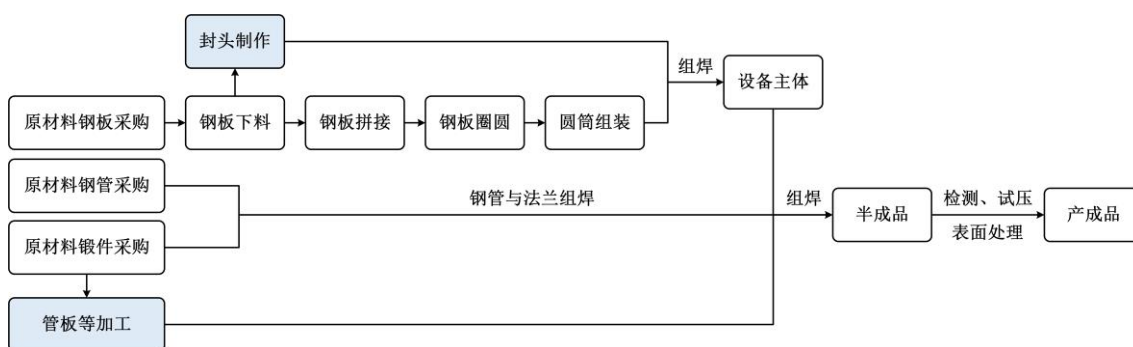 封头制作
组焊
设备主体
原材料钢板采购
钢板下料
钢板拼接
钢板圈圆
圆筒组装
原材料钢管采购
钢管与法兰组焊
组焊
半成品
检测、试压
表面处理
产成品
原材料锻件采购
管板等加工